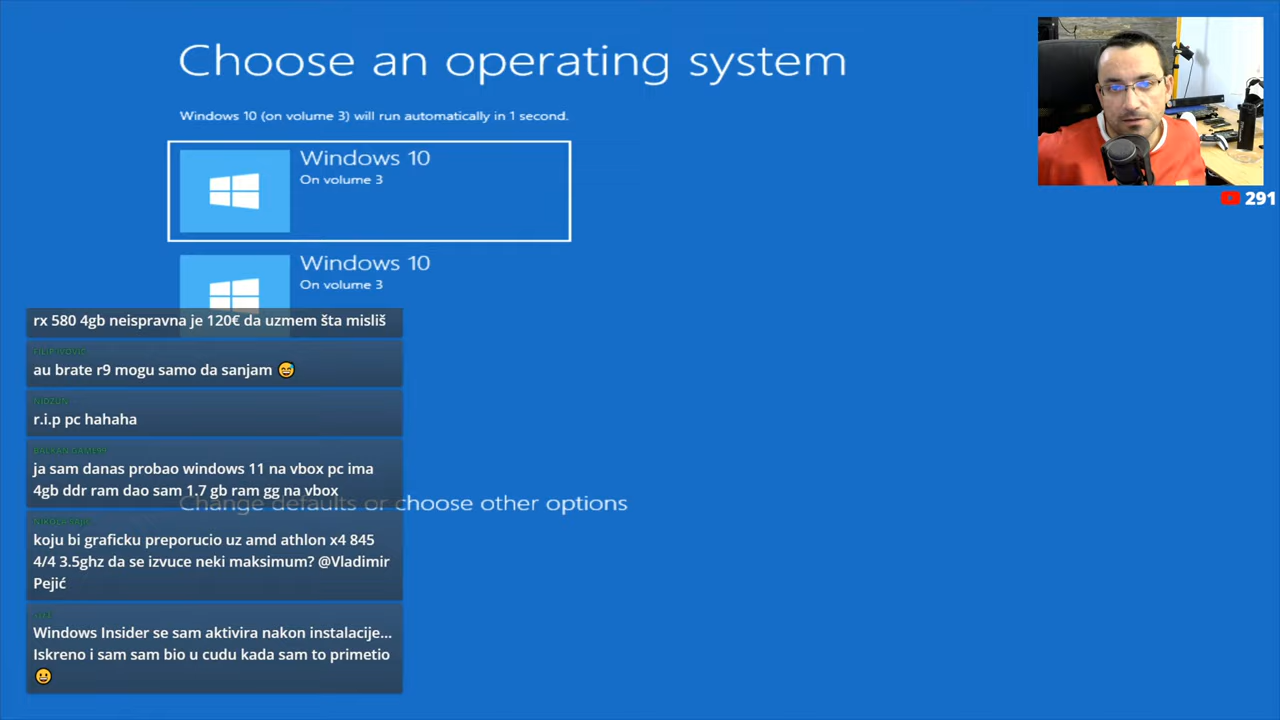 Choose an operating system
Windows 10 (on volume 3) will run automatically in 1 second.
Windows 10
On volume 3
Windows 10
On volume 3
291
rx 580 4gb neispravna je 120€ da uzmem šta misliš
au brate r9 mogu samo da sanjam 😅
r.i.p pc hahaha
ja sam danas probao windows 11 na vbox pc ima
4gb ddr ram dao sam 1.7 gb ram gg na vbox
Change defaults or choose other options
koju bi graficku preporucio uz amd athlon x4 845
4/4 3.5ghz da se izvuce neki maksimum? @Vladimir
Pejić
Windows Insider se sam aktivira nakon instalacije...
Iskreno i sam sam bio u cudu kada sam to primetio
😀